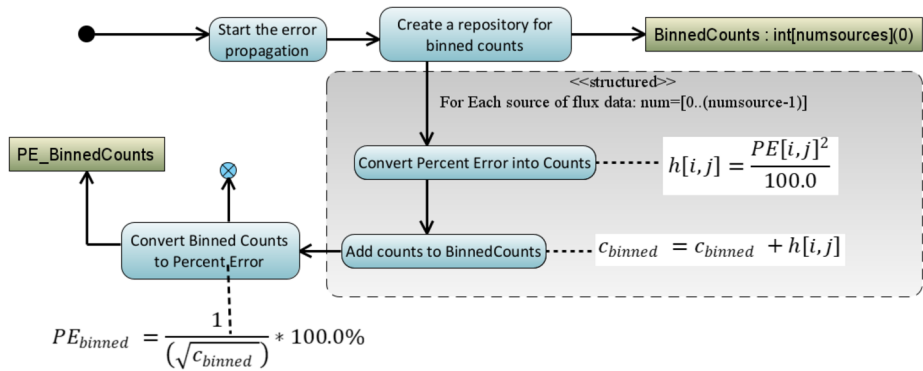 Start the error
propagation
Create a repository for
binned counts
BinnedCounts : int[numsources](0)
<<structured>>
For Each source of flux data: num=[0..(numsource-1)]
Convert Percent Error into Counts
h[i,j] = PE[i,j]² / 100.0
Add counts to BinnedCounts
c_binned = c_binned + h[i,j]
PE_BinnedCounts
Convert Binned Counts
to Percent Error
PE_binned = 1 / (√c_binned) * 100.0%